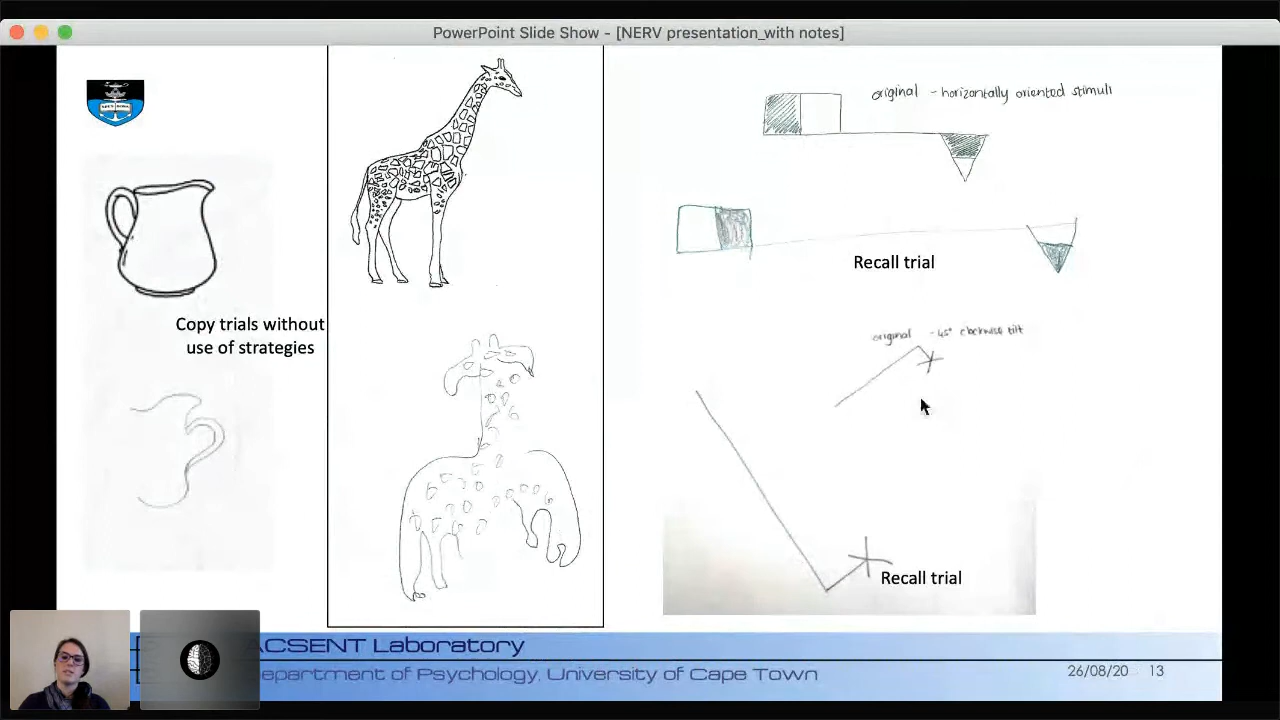 PowerPoint Slide Show - [NERV presentation_with notes]
original - horizontally oriented stimuli
Recall trial
Copy trials without
use of strategies
original - 45° clockwise tilt
Recall trial
ACSENT Laboratory
epartment of Psychology, University of Cape Town
26/08/20 13